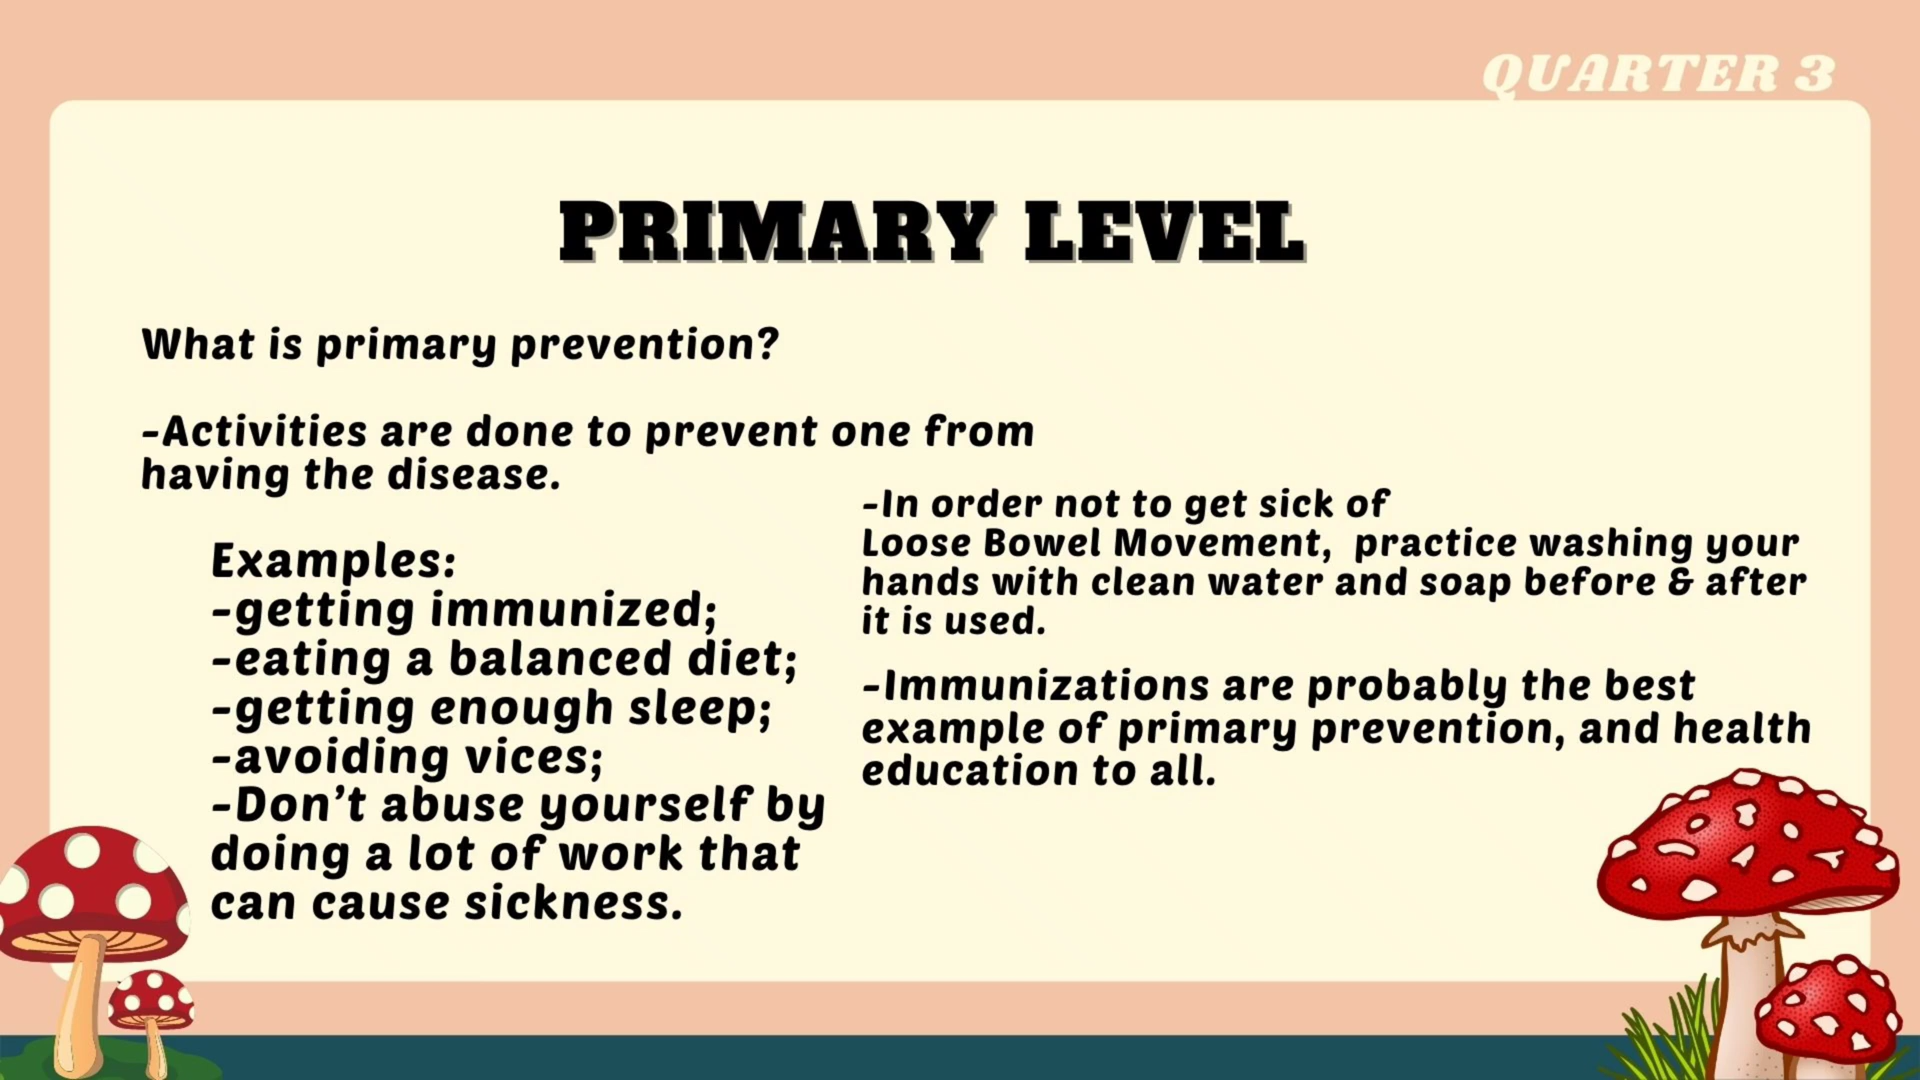 QUARTER 3
PRIMARY LEVEL
What is primary prevention?
-Activities are done to prevent one from
having the disease.
Examples:
-getting immunized;
-eating a balanced diet;
-getting enough sleep;
-avoiding vices;
-Don’t abuse yourself by
doing a lot of work that
can cause sickness.
-In order not to get sick of
Loose Bowel Movement,  practice washing your
hands with clean water and soap before & after
it is used.
-Immunizations are probably the best
example of primary prevention, and health
education to all.